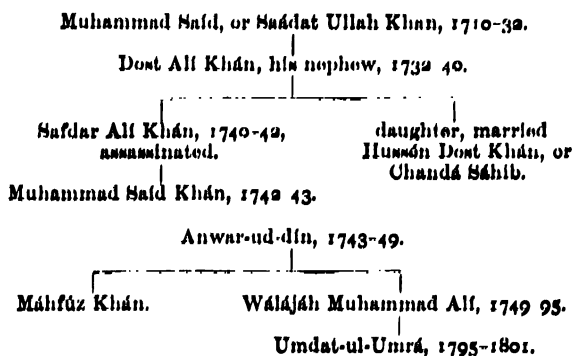 Muhammad Saíd, or Saádat Ullah Khan, 1710-32.
Dost Alí Khán, his nephew, 1732 40.
Safdar Alí Khán, 1740-42,
assassinated.
daughter, married
Hussén Dost Khán, or
Chandá Sáhib.
Muhammad Saíd Khán, 1742 43.
Anwar-ud-dín, 1743-49.
Máhfúz Khán.
Wálájáh Muhammad Alí, 1749 95.
Umdat-ul-Umrá, 1795-1801.